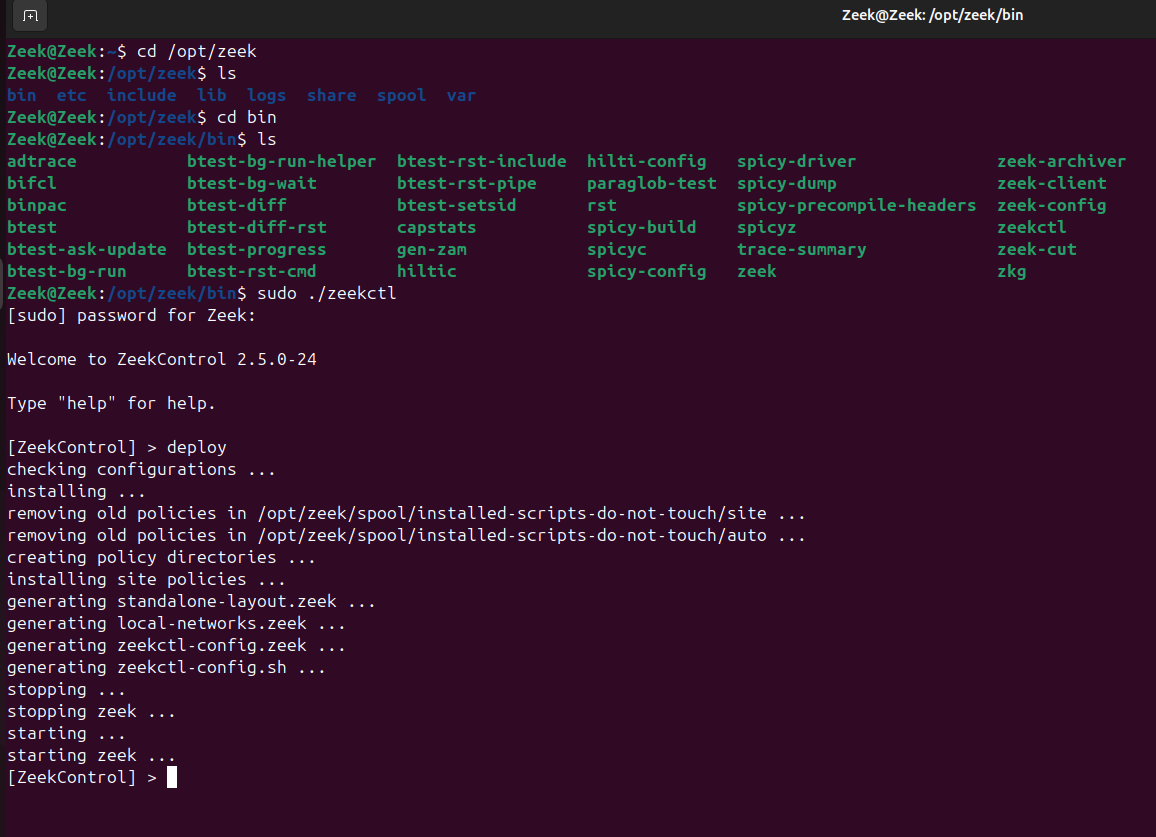 Zeek@Zeek: /opt/zeek/bin
Zeek@Zeek:~$ cd /opt/zeek
Zeek@Zeek:/opt/zeek$ ls
bin  etc  include  lib  logs  share  spool  var
Zeek@Zeek:/opt/zeek$ cd bin
Zeek@Zeek:/opt/zeek/bin$ ls
adtrace           btest-bg-run-helper  btest-rst-include  hilti-config   spicy-driver              zeek-archiver
bifcl             btest-bg-wait        btest-rst-pipe     paraglob-test  spicy-dump                zeek-client
binpac            btest-diff           btest-setsid       rst            spicy-precompile-headers  zeek-config
btest             btest-diff-rst       capstats           spicy-build    spicyz                    zeekctl
btest-ask-update  btest-progress       gen-zam            spicyc         trace-summary             zeek-cut
btest-bg-run      btest-rst-cmd        hiltic             spicy-config   zeek                      zkg
Zeek@Zeek:/opt/zeek/bin$ sudo ./zeekctl
[sudo] password for Zeek:
Welcome to ZeekControl 2.5.0-24
Type "help" for help.
[ZeekControl] > deploy
checking configurations ...
installing ...
removing old policies in /opt/zeek/spool/installed-scripts-do-not-touch/site ...
removing old policies in /opt/zeek/spool/installed-scripts-do-not-touch/auto ...
creating policy directories ...
installing site policies ...
generating standalone-layout.zeek ...
generating local-networks.zeek ...
generating zeekctl-config.zeek ...
generating zeekctl-config.sh ...
stopping ...
stopping zeek ...
starting ...
starting zeek ...
[ZeekControl] >